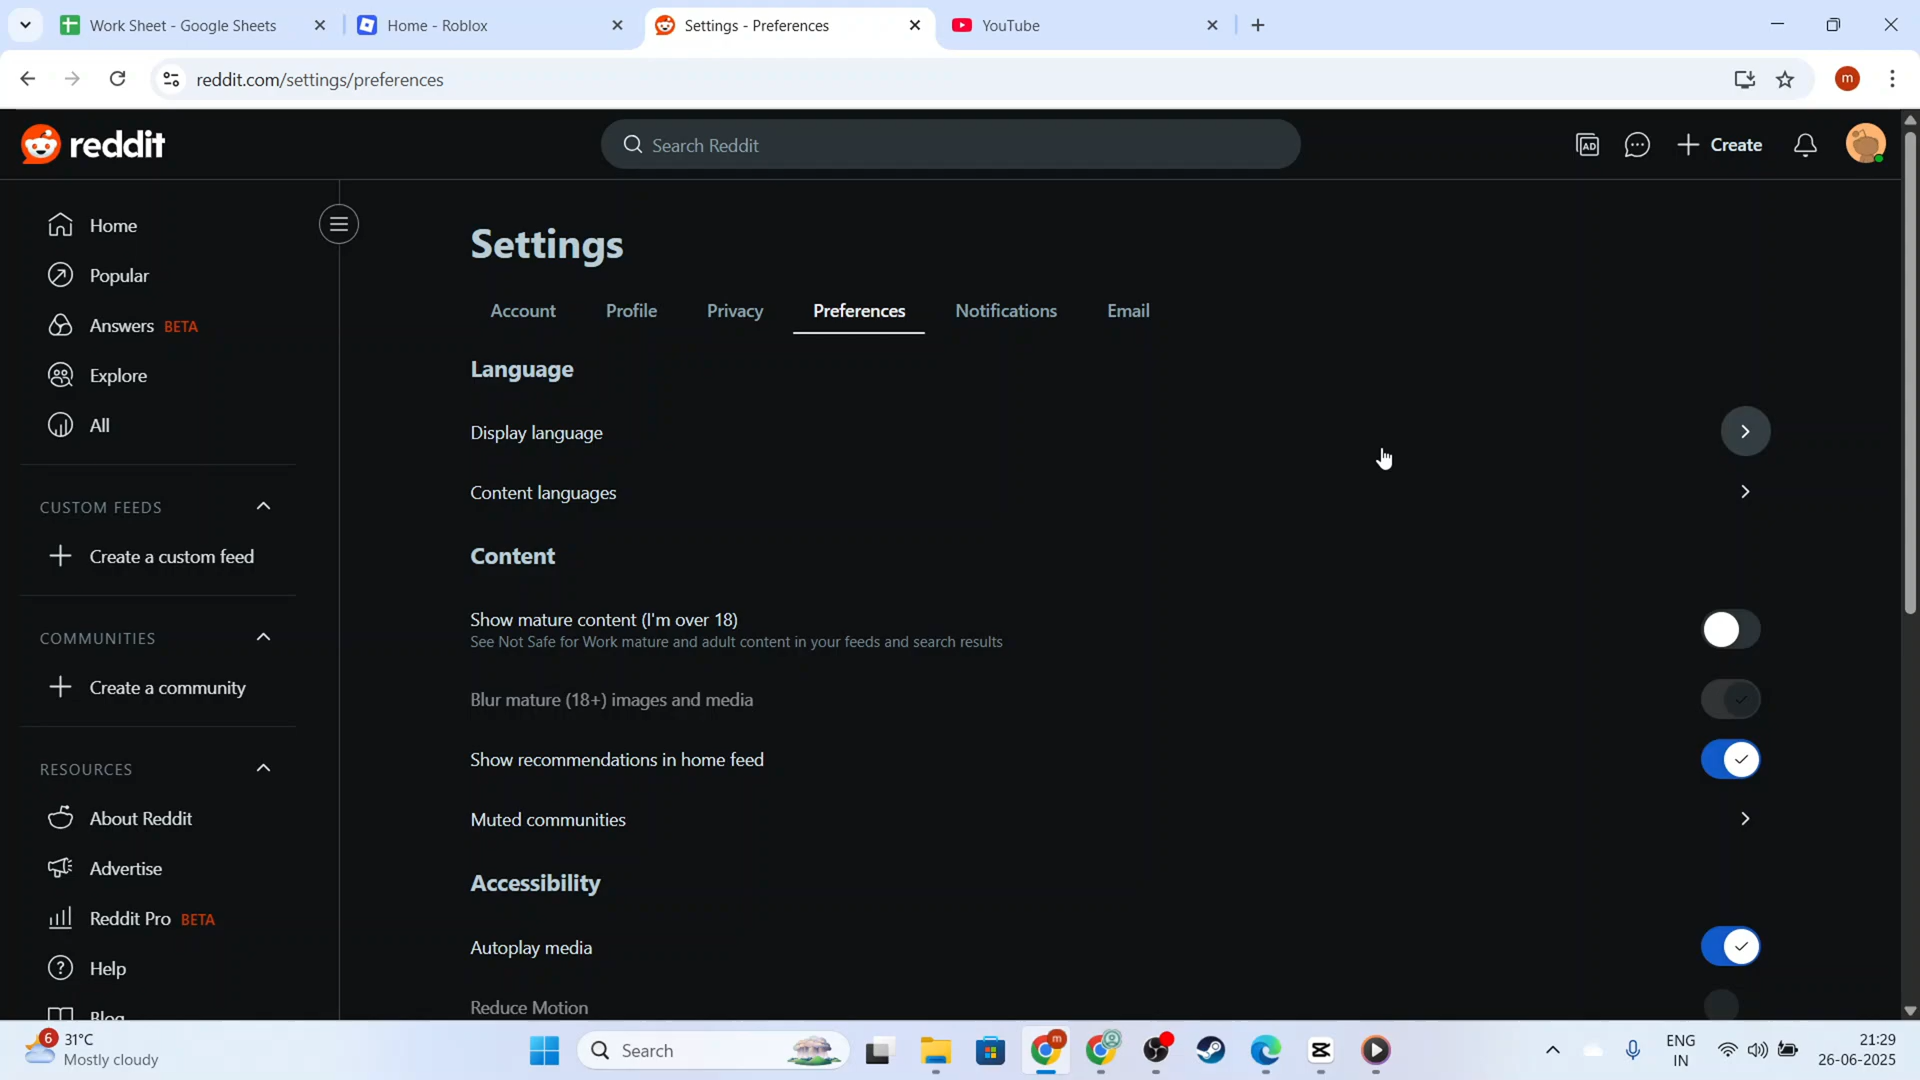 Work Sheet - Google Sheets
Home - Roblox
Settings - Preferences
YouTube
reddit.com/settings/preferences
m
reddit
Search Reddit
AD
Create
Home
Popular
Answers BETA
Explore
All
CUSTOM FEEDS
Create a custom feed
COMMUNITIES
Create a community
RESOURCES
About Reddit
Advertise
Reddit Pro BETA
Help
Blog
Settings
Account
Profile
Privacy
Preferences
Notifications
Email
Language
Display language
Content languages
Content
Show mature content (I'm over 18)
See Not Safe for Work mature and adult content in your feeds and search results
Blur mature (18+) images and media
Show recommendations in home feed
Muted communities
Accessibility
Autoplay media
Reduce Motion
6
31°C
Mostly cloudy
Search
m
ENG
IN
21:29
26-06-2025